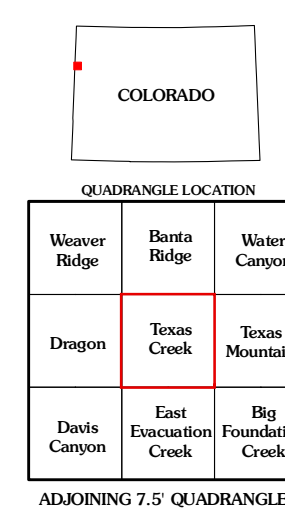 COLORADO
QUADRANGLE LOCATION
Weaver
Ridge
Banta
Ridge
Water
Canyon
Dragon
Texas
Creek
Texas
Mountai
Davis
Canyon
East
Evacuation
Creek
Big
Foundati
Creek
ADJOINING 7.5' QUADRANGLE